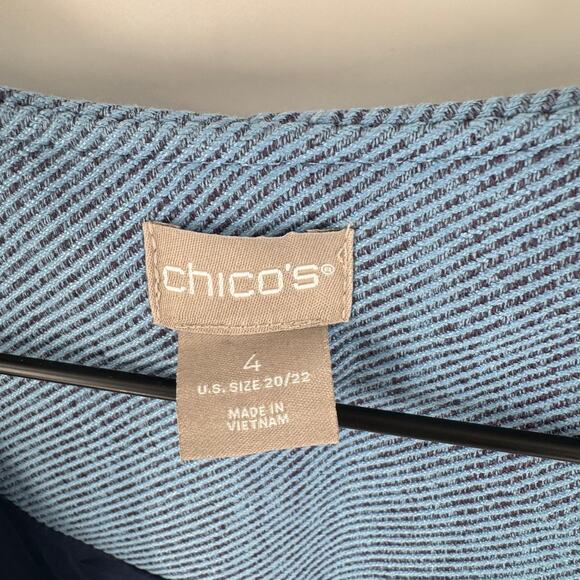 chico's®
4
U.S. SIZE 20/22
MADE IN
VIETNAM